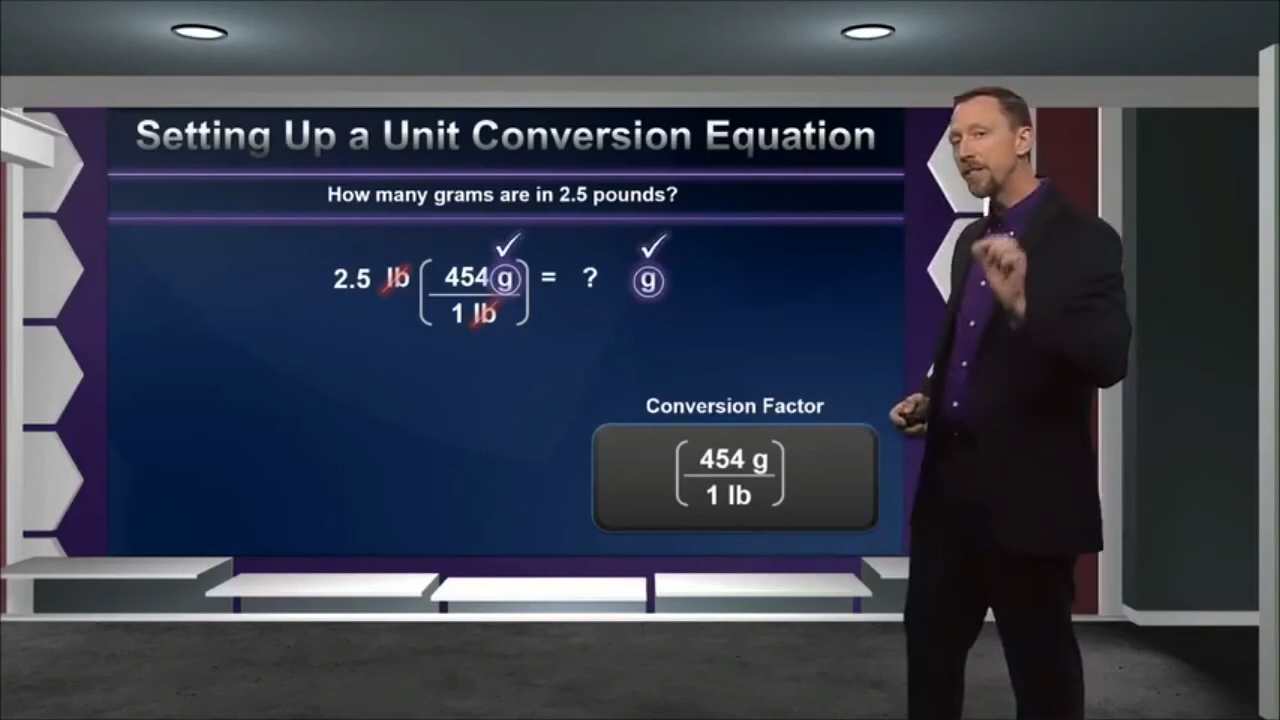 Setting Up a Unit Conversion Equation
How many grams are in 2.5 pounds?
✓ ✓
2.5 lb ( 454 g / 1 lb ) = ? g
Conversion Factor
( 454 g / 1 lb )